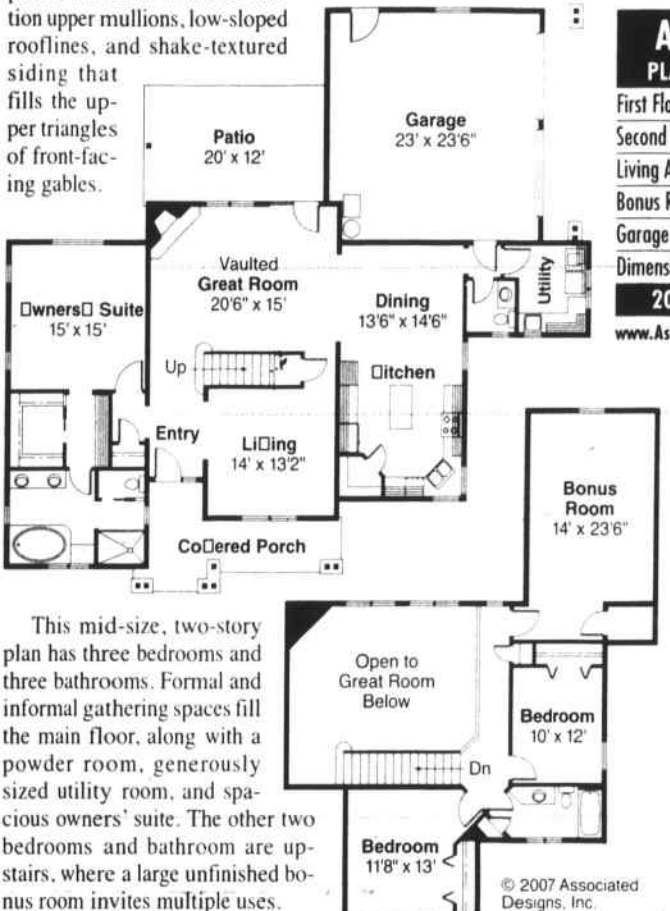 tion upper mullions, low-sloped
rooflines, and shake-textured
siding that
fills the up-
per triangles
of front-fac-
ing gables.
Patio
20' x 12'
Garage
23' x 23'6"
A
PL
First Flo
Second
Living A
Bonus R
Garage
Dimens
20
www.As
Vaulted
Great Room
20'6" x 15'
□wners□ Suite
15' x 15'
Dining
13'6" x 14'6"
Utility
□itchen
Up
Entry
Li□ing
14' x 13'2"
Co□ered Porch
Bonus
Room
14' x 23'6"
This mid-size, two-story
plan has three bedrooms and
three bathrooms. Formal and
informal gathering spaces fill
the main floor, along with a
powder room, generously
sized utility room, and spa-
cious owners' suite. The other two
bedrooms and bathroom are up-
stairs, where a large unfinished bo-
nus room invites multiple uses.
Open to
Great Room
Below
Bedroom
10' x 12'
Dn
Bedroom
11'8" x 13'
© 2007 Associated
Designs, Inc.